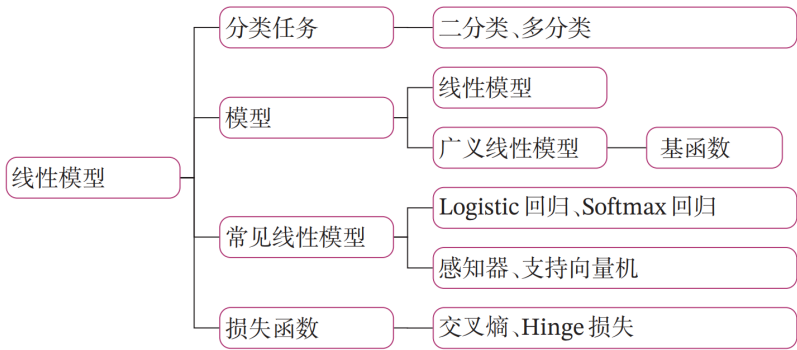 线性模型
分类任务
二分类、多分类
模型
线性模型
广义线性模型
基函数
常见线性模型
Logistic 回归、Softmax 回归
感知器、支持向量机
损失函数
交叉熵、Hinge 损失